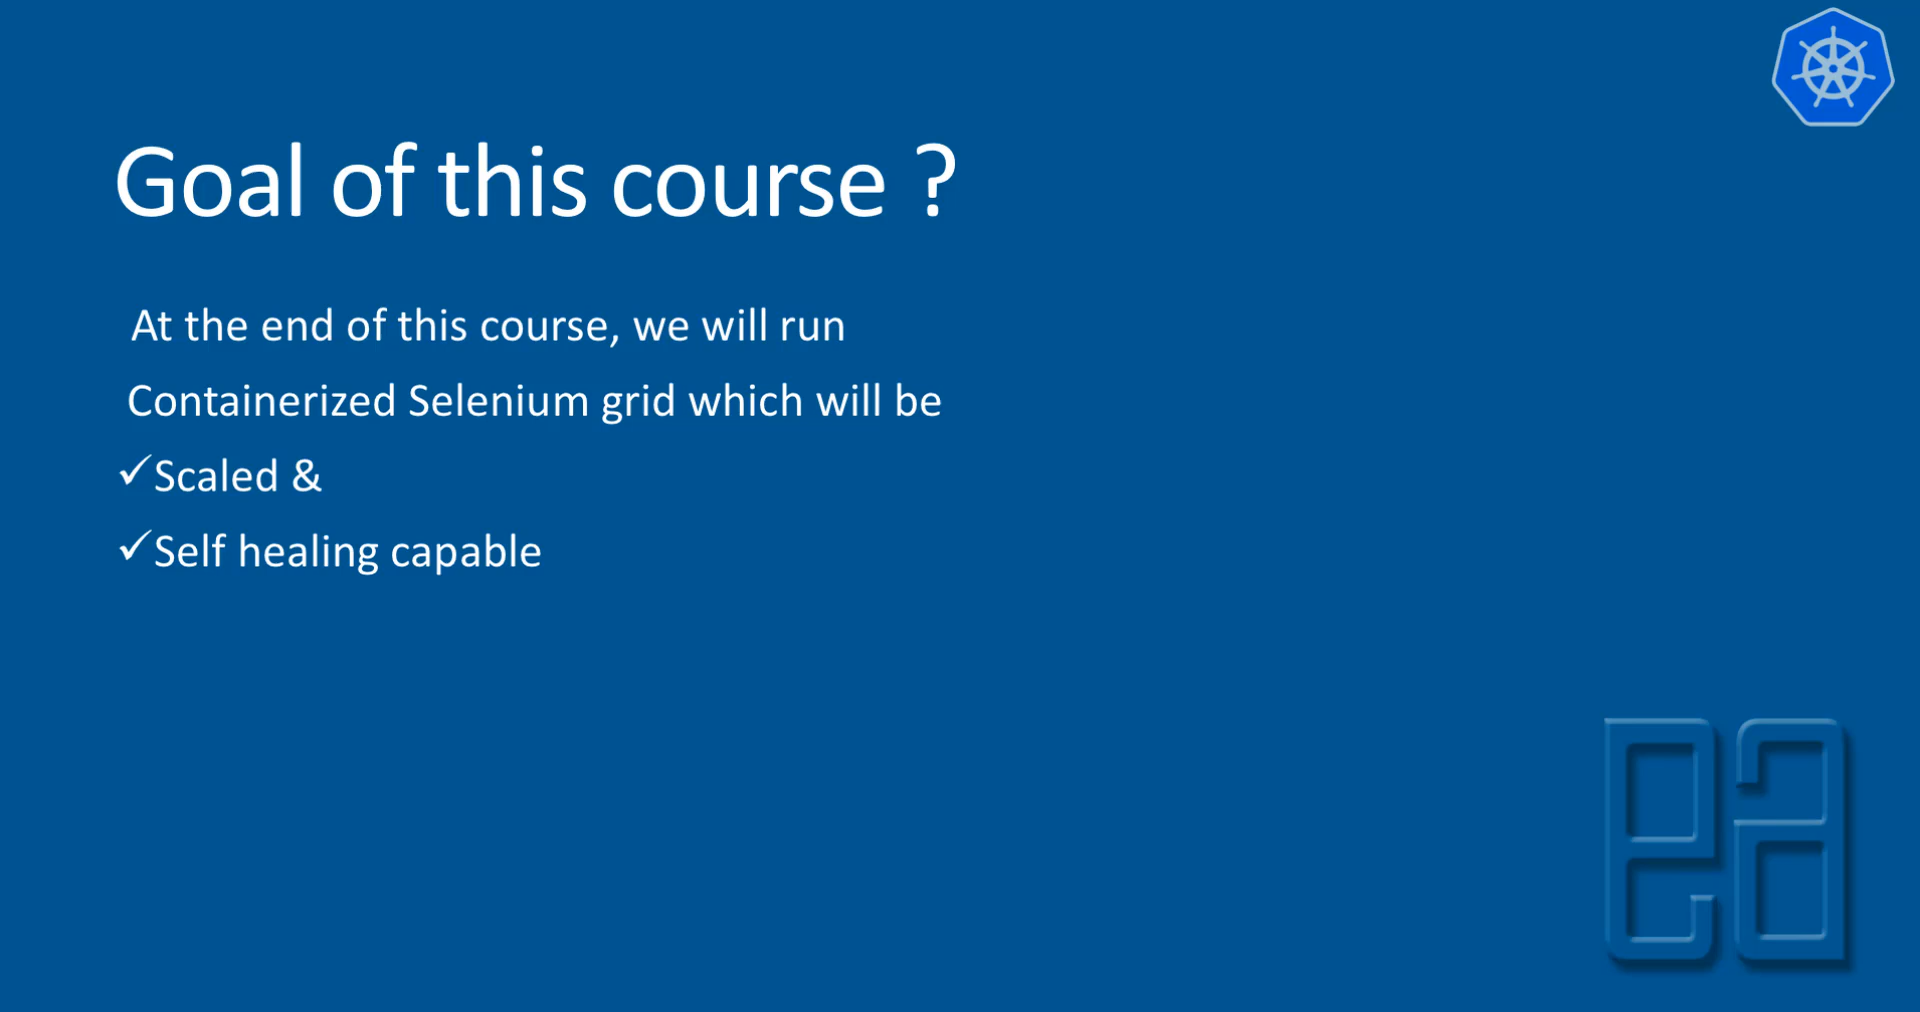 Goal of this course ?
At the end of this course, we will run
Containerized Selenium grid which will be
✓Scaled &
✓Self healing capable
ea